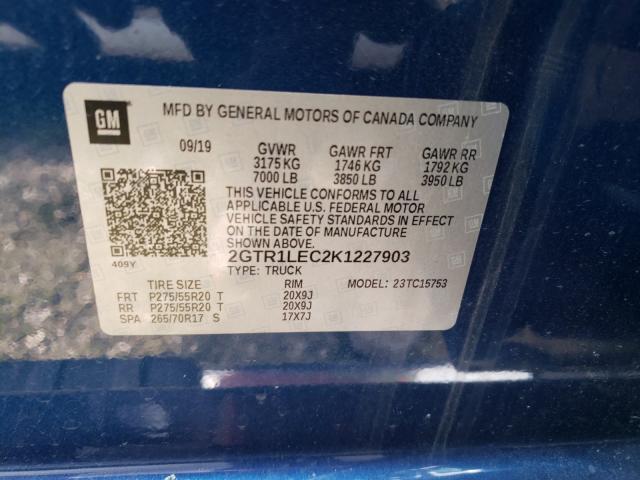 GM
MFD BY GENERAL MOTORS OF CANADA COMPANY
09/19 GVWR GAWR FRT GAWR RR
3175 KG 1746 KG 1792 KG
7000 LB 3850 LB 3950 LB
THIS VEHICLE CONFORMS TO ALL
APPLICABLE U.S. FEDERAL MOTOR
VEHICLE SAFETY STANDARDS IN EFFECT
ON THE DATE OF MANUFACTURE
SHOWN ABOVE.
2GTR1LEC2K1227903
409Y TYPE: TRUCK
TIRE SIZE RIM MODEL: 23TC15753
FRT P275/55R20 T 20X9J
RR P275/55R20 T 20X9J
SPA 265/70R17 S 17X7J